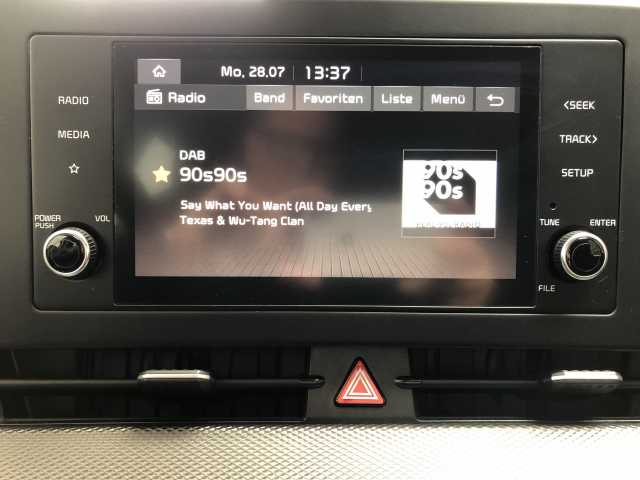 Mo. 28.07 13:37
Radio Band Favoriten Liste Menü
DAB
90s90s
Say What You Want (All Day Every
Texas & Wu-Tang Clan
90s
90s
RADIO
MEDIA
POWER
PUSH
VOL
<SEEK
TRACK>
SETUP
TUNE
ENTER
FILE